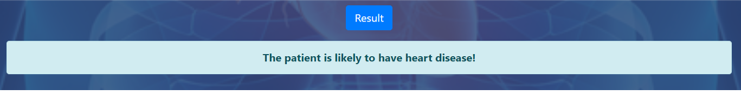 Result
The patient is likely to have heart disease!